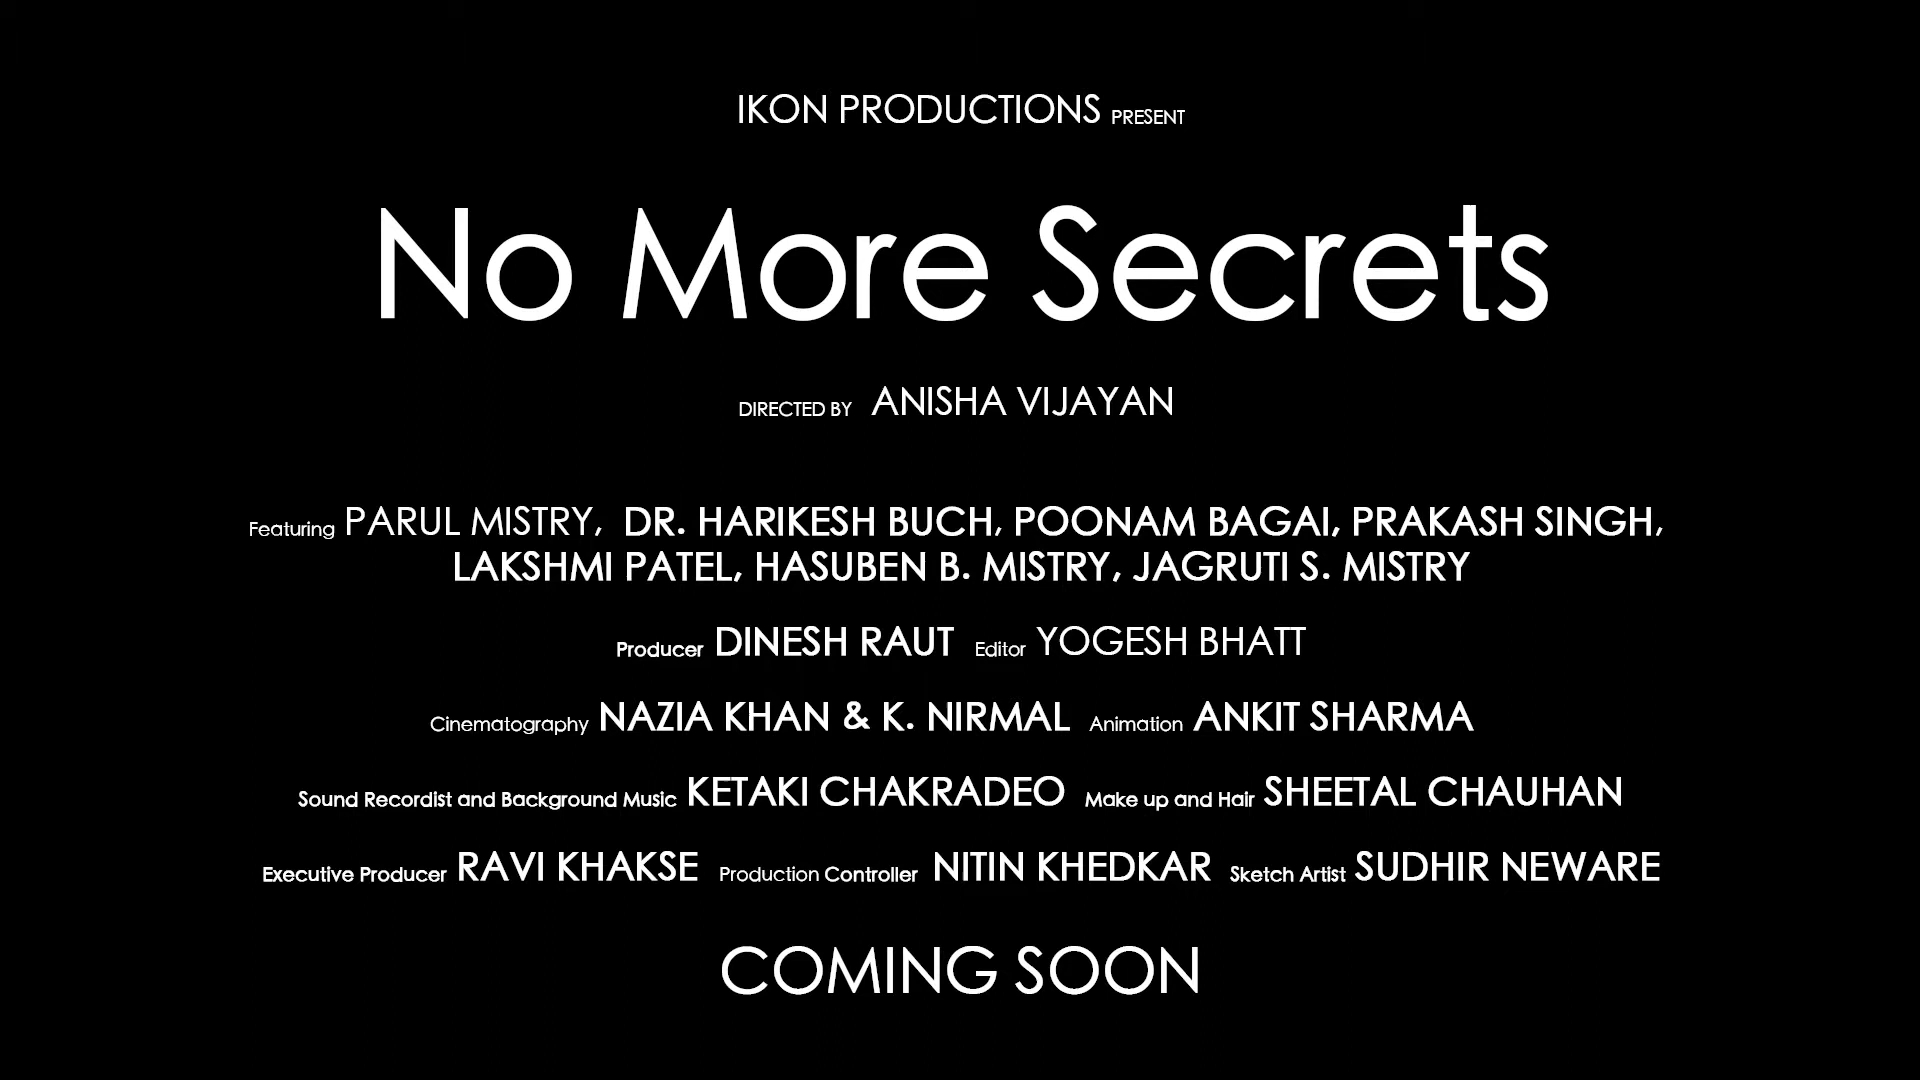 IKON PRODUCTIONS PRESENT
No More Secrets
DIRECTED BY ANISHA VIJAYAN
Featuring PARUL MISTRY, DR. HARIKESH BUCH, POONAM BAGAI, PRAKASH SINGH,
LAKSHMI PATEL, HASUBEN B. MISTRY, JAGRUTI S. MISTRY
Producer DINESH RAUT Editor YOGESH BHATT
Cinematography NAZIA KHAN & K. NIRMAL Animation ANKIT SHARMA
Sound Recordist and Background Music KETAKI CHAKRADEO Make up and Hair SHEETAL CHAUHAN
Executive Producer RAVI KHAKSE Production Controller NITIN KHEDKAR Sketch Artist SUDHIR NEWARE
COMING SOON